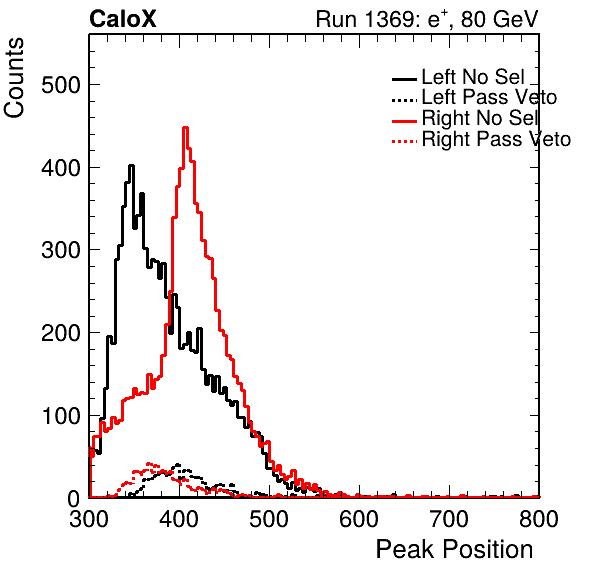 CaloX Run 1369: e+, 80 GeV
Counts
500
400
300
200
100
0
Left No Sel
Left Pass Veto
Right No Sel
Right Pass Veto
300 400 500 600 700 800
Peak Position